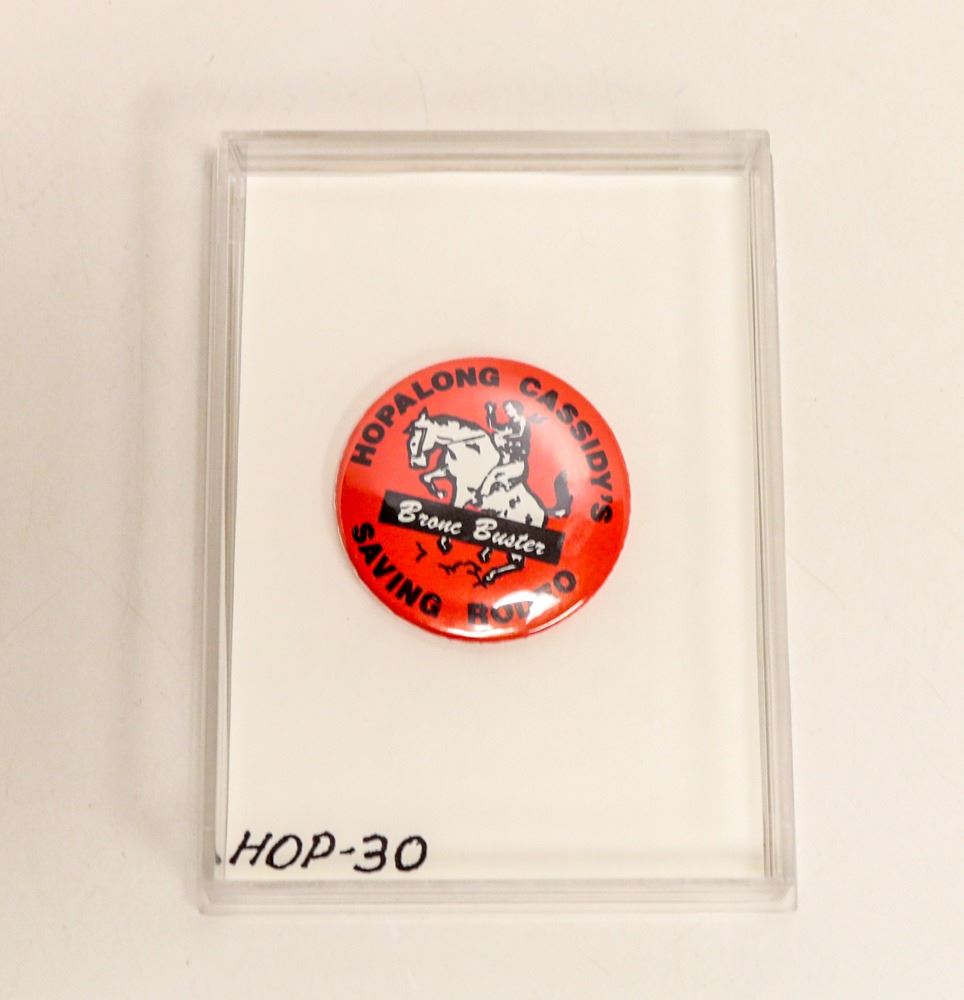 HOPALONG CASSIDY'S
Bronc Buster
SAVING RODEO
HOP-30